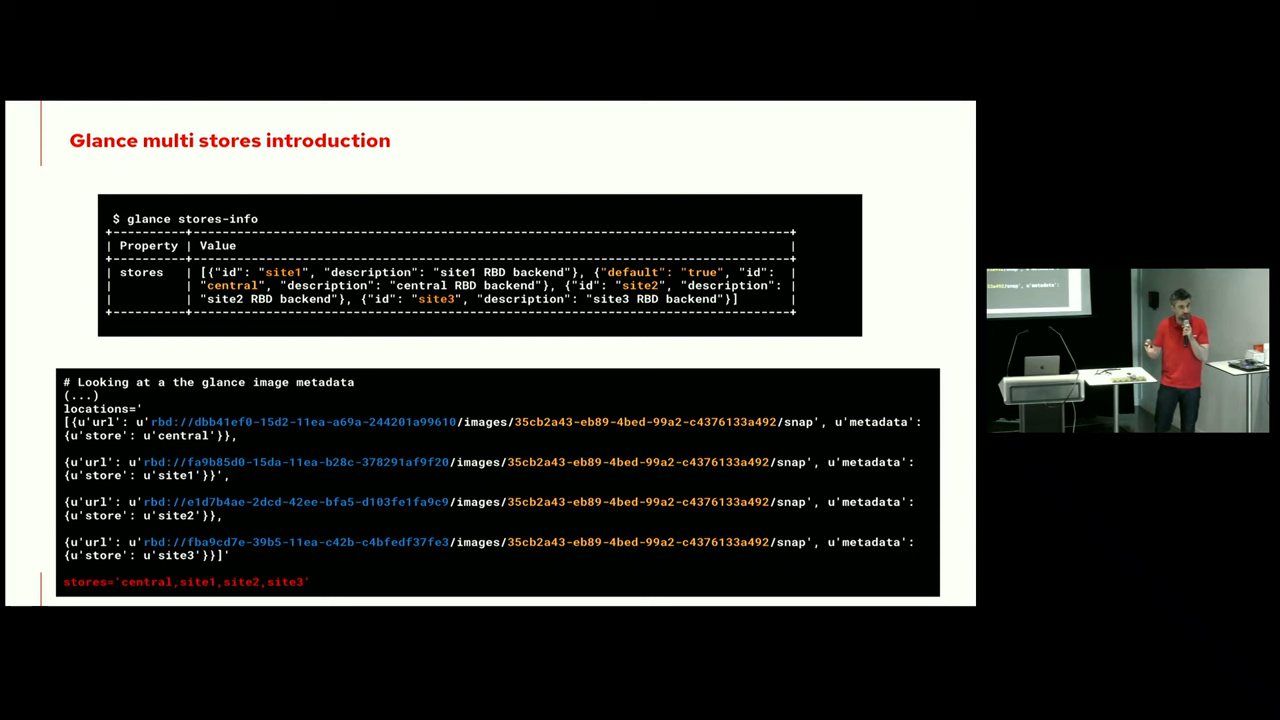 Glance multi stores introduction
$ glance stores-info
+----------+----------------------------------------------------------------------------------+
| Property | Value |
+----------+----------------------------------------------------------------------------------+
| stores | [{"id": "site1", "description": "site1 RBD backend"}, {"default": "true", "id": |
| | "central", "description": "central RBD backend"}, {"id": "site2", "description": |
| | "site2 RBD backend"}, {"id": "site3", "description": "site3 RBD backend"}] |
+----------+----------------------------------------------------------------------------------+
# Looking at a the glance image metadata
(...)
locations='
[{u'url': u'rbd://dbb41ef0-15d2-11ea-a69a-244201a99610/images/35cb2a43-eb89-4bed-99a2-c4376133a492/snap', u'metadata':
{u'store': u'central'}},
{u'url': u'rbd://fa9b85d0-15da-11ea-b28c-378291af9f20/images/35cb2a43-eb89-4bed-99a2-c4376133a492/snap', u'metadata':
{u'store': u'site1'}}',
{u'url': u'rbd://e1d7b4ae-2dcd-42ee-bfa5-d103fe1fa9c9/images/35cb2a43-eb89-4bed-99a2-c4376133a492/snap', u'metadata':
{u'store': u'site2'}},
{u'url': u'rbd://fba9cd7e-39b5-11ea-c42b-c4bfedf37fe3/images/35cb2a43-eb89-4bed-99a2-c4376133a492/snap', u'metadata':
{u'store': u'site3'}}]'
stores='central,site1,site2,site3'